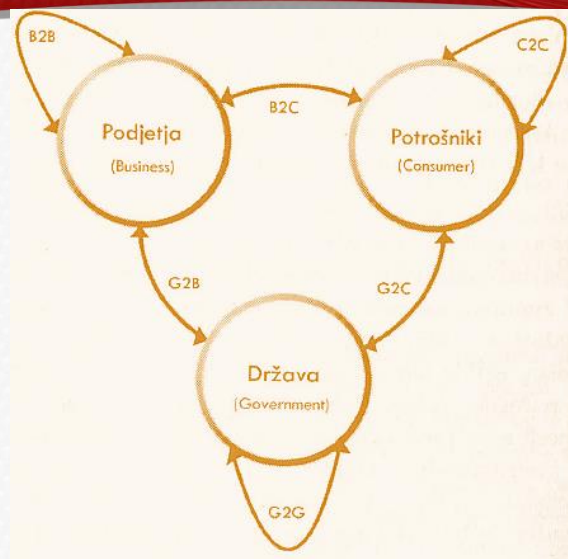 B2B
C2C
B2C
Podjetja
(Business)
Potrošniki
(Consumer)
G2B
G2C
Država
(Government)
G2G